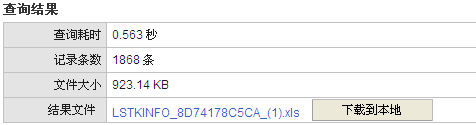 查询结果
查询耗时 0.563 秒
记录条数 1868 条
文件大小 923.14 KB
结果文件 LSTKINFO_8D74178C5CA_(1).xls 下载到本地